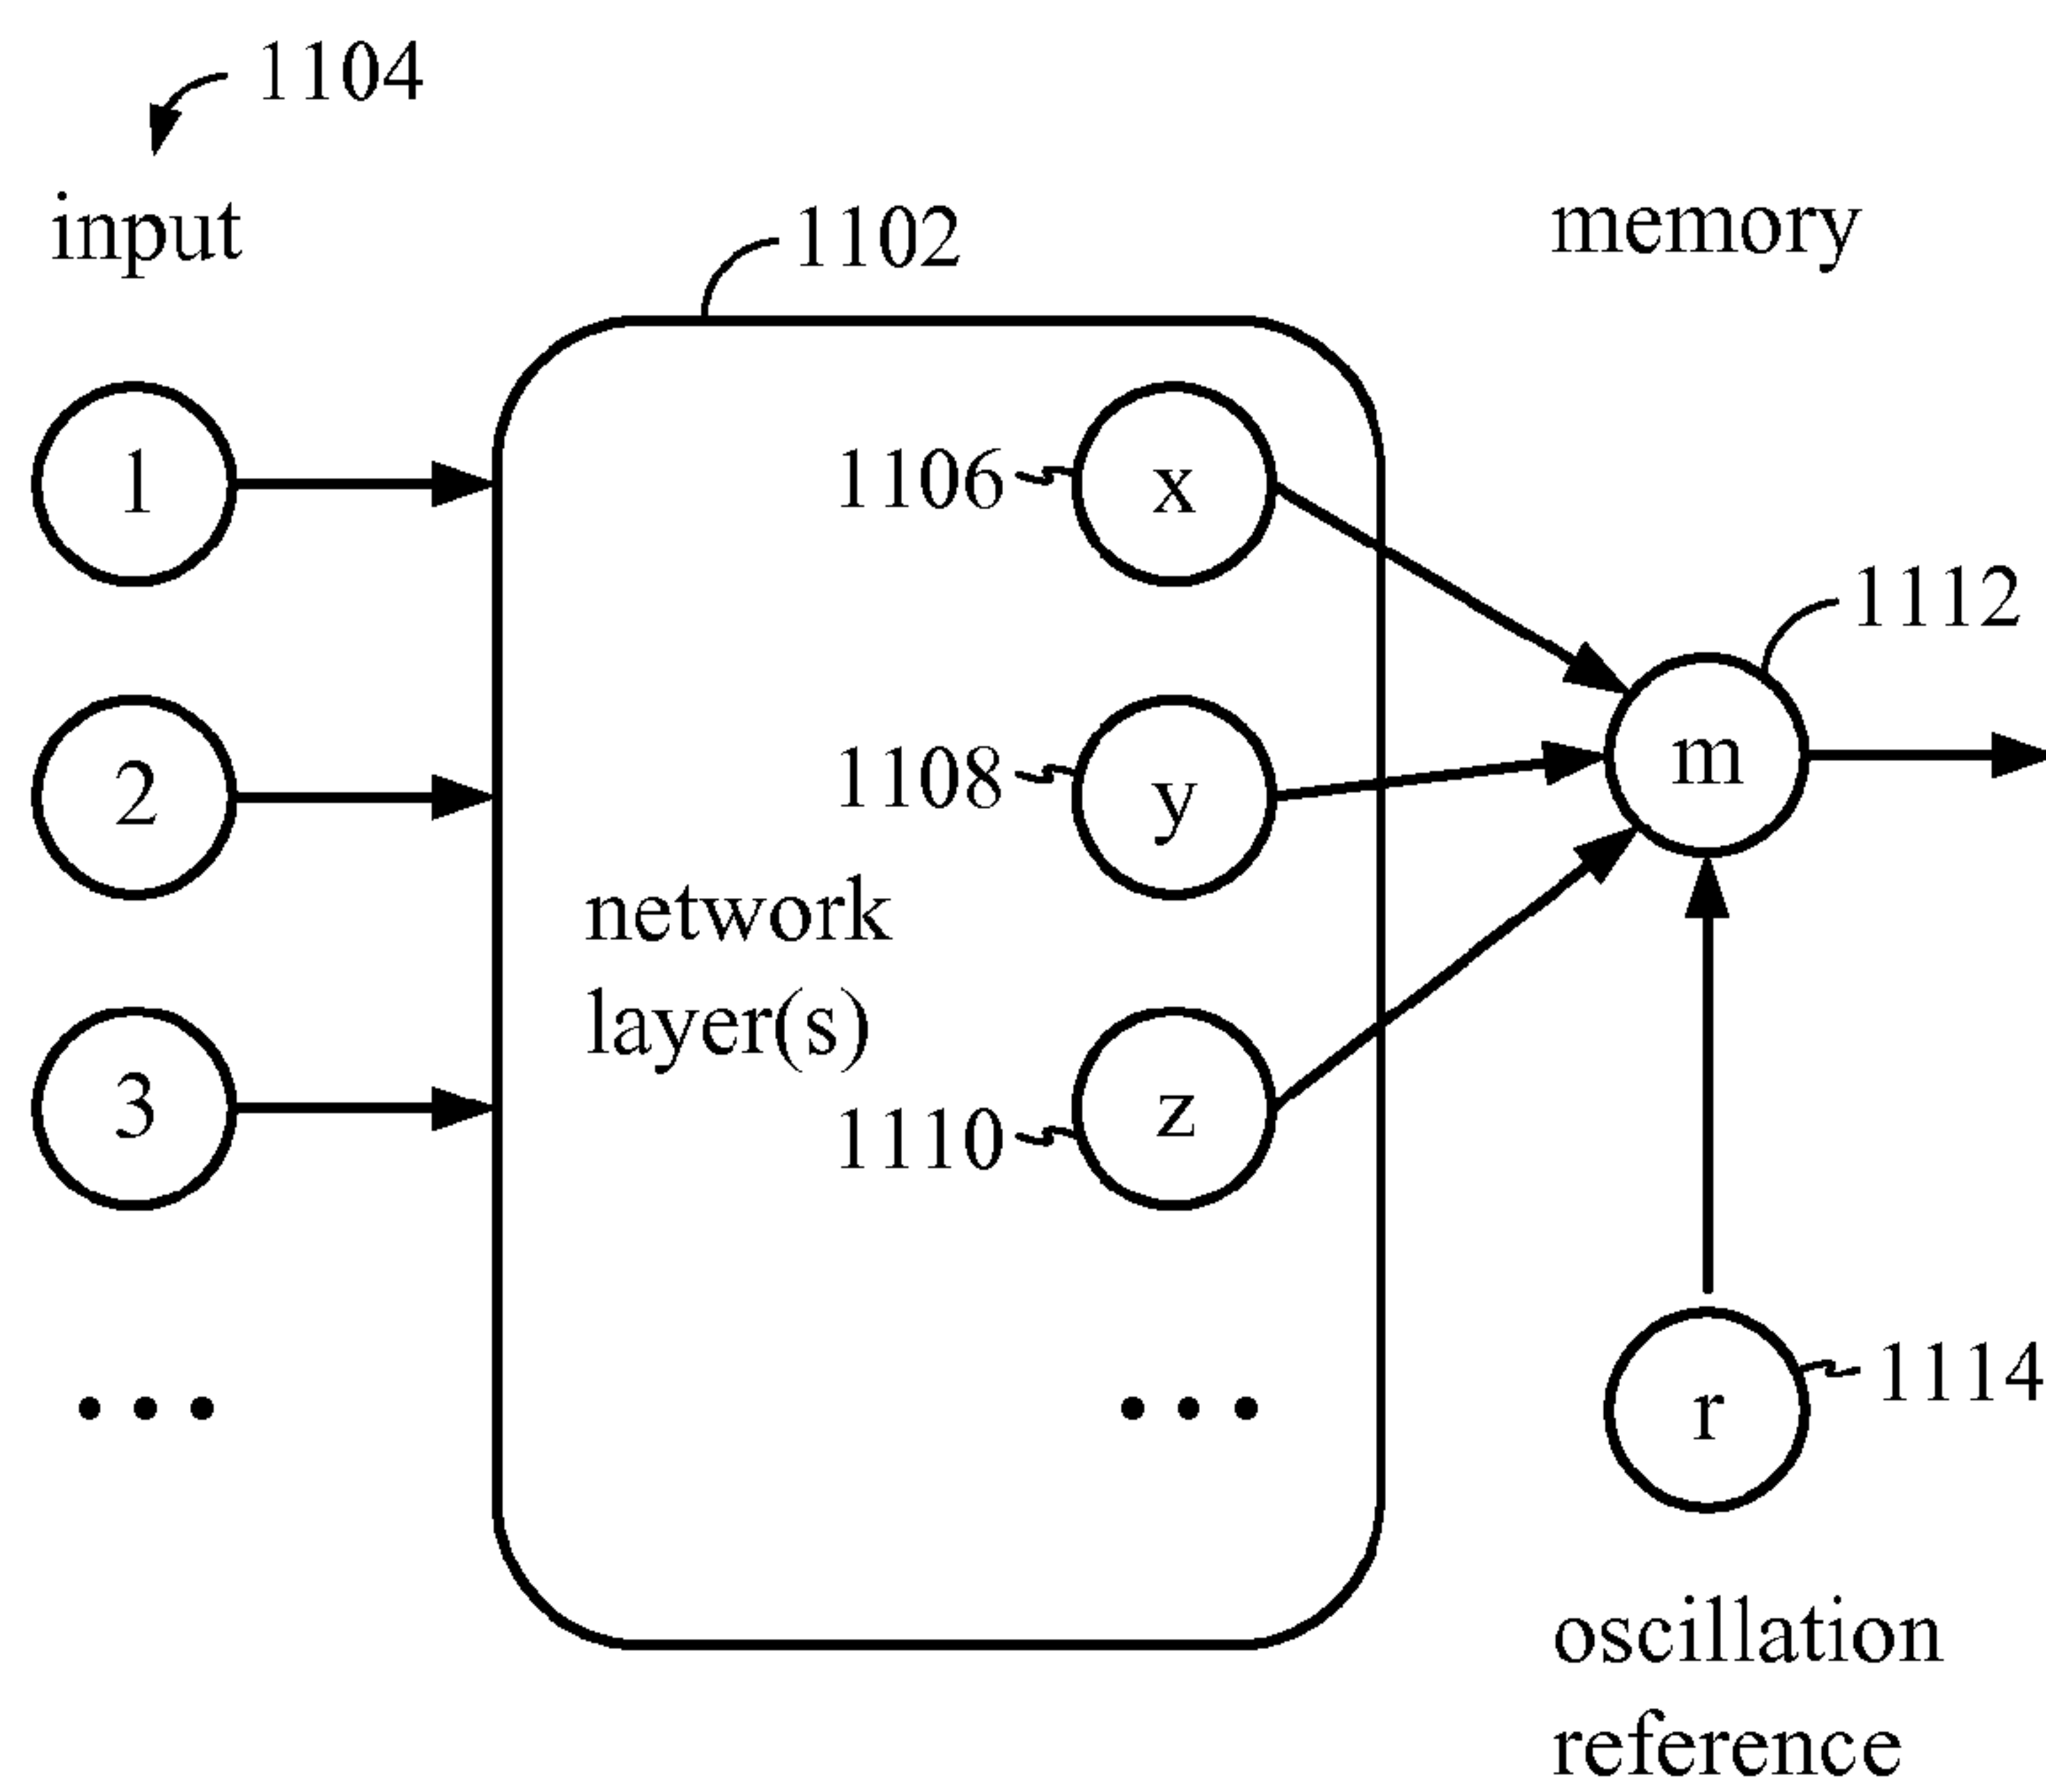 1104
input
1102
memory
1
1106
x
1112
2
1108
y
m
network
layer(s)
3
1110
z
• • •
• • •
r
1114
oscillation
reference